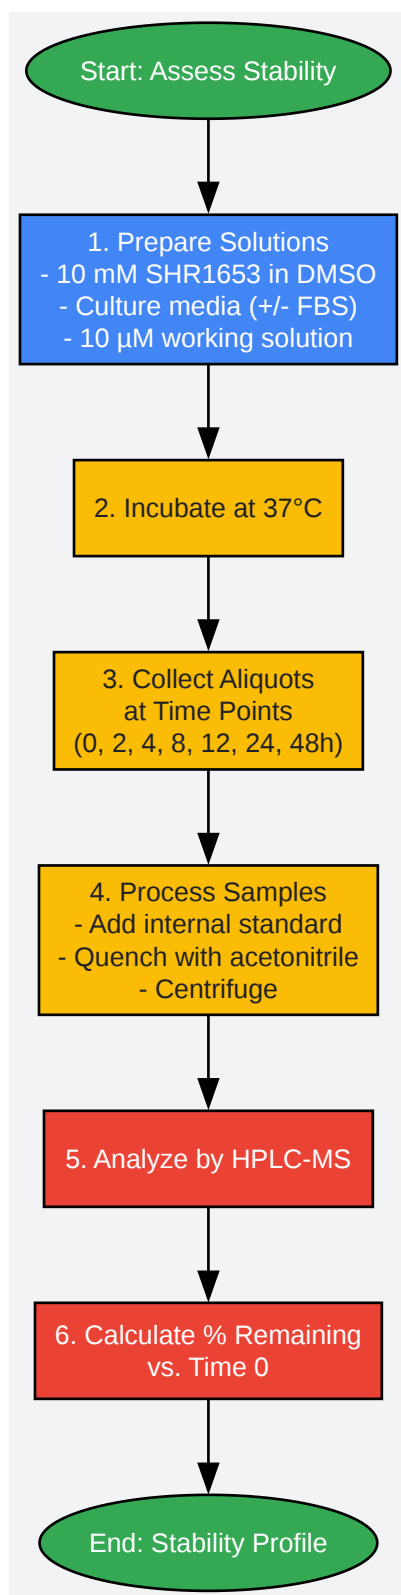 Start: Assess Stability
1. Prepare Solutions
- 10 mM SHR1653 in DMSO
- Culture media (+/- FBS)
- 10 µM working solution
2. Incubate at 37°C
3. Collect Aliquots
at Time Points
(0, 2, 4, 8, 12, 24, 48h)
4. Process Samples
- Add internal standard
- Quench with acetonitrile
- Centrifuge
5. Analyze by HPLC-MS
6. Calculate % Remaining
vs. Time 0
End: Stability Profile